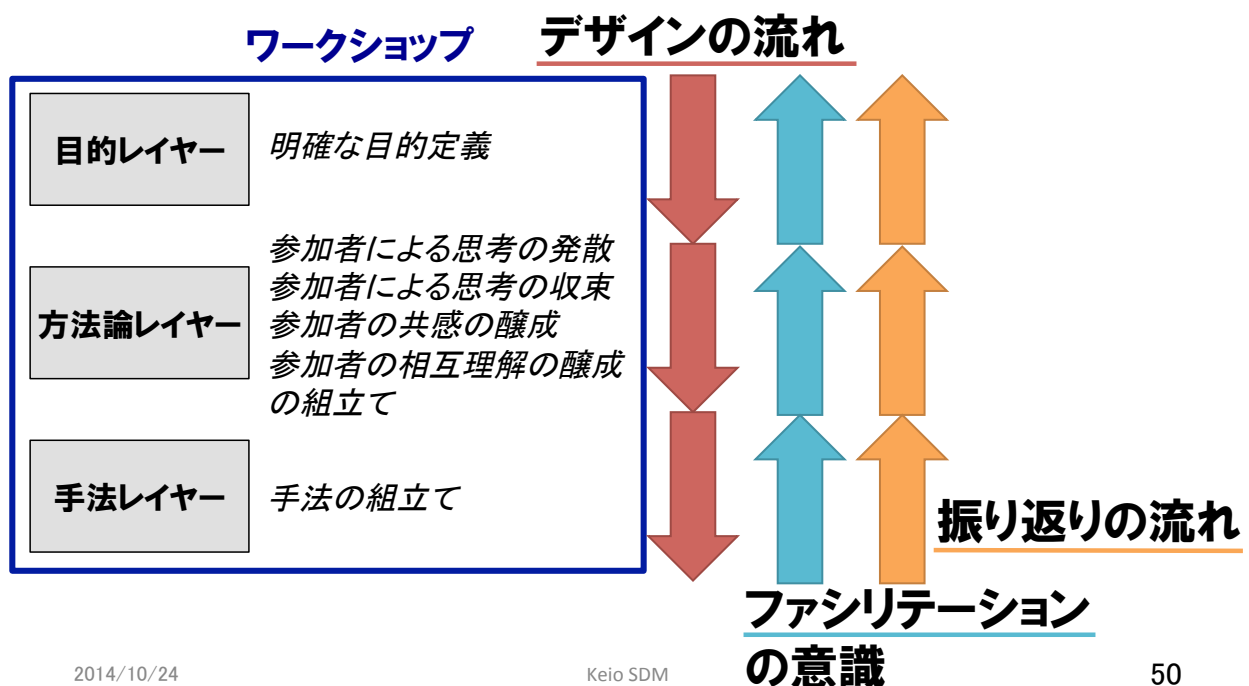 ワークショップ
デザインの流れ
目的レイヤー
明確な目的定義
方法論レイヤー
参加者による思考の発散
参加者による思考の収束
参加者の共感の醸成
参加者の相互理解の醸成
の組立て
手法レイヤー
手法の組立て
振り返りの流れ
ファシリテーション
の意識
2014/10/24
Keio SDM
50